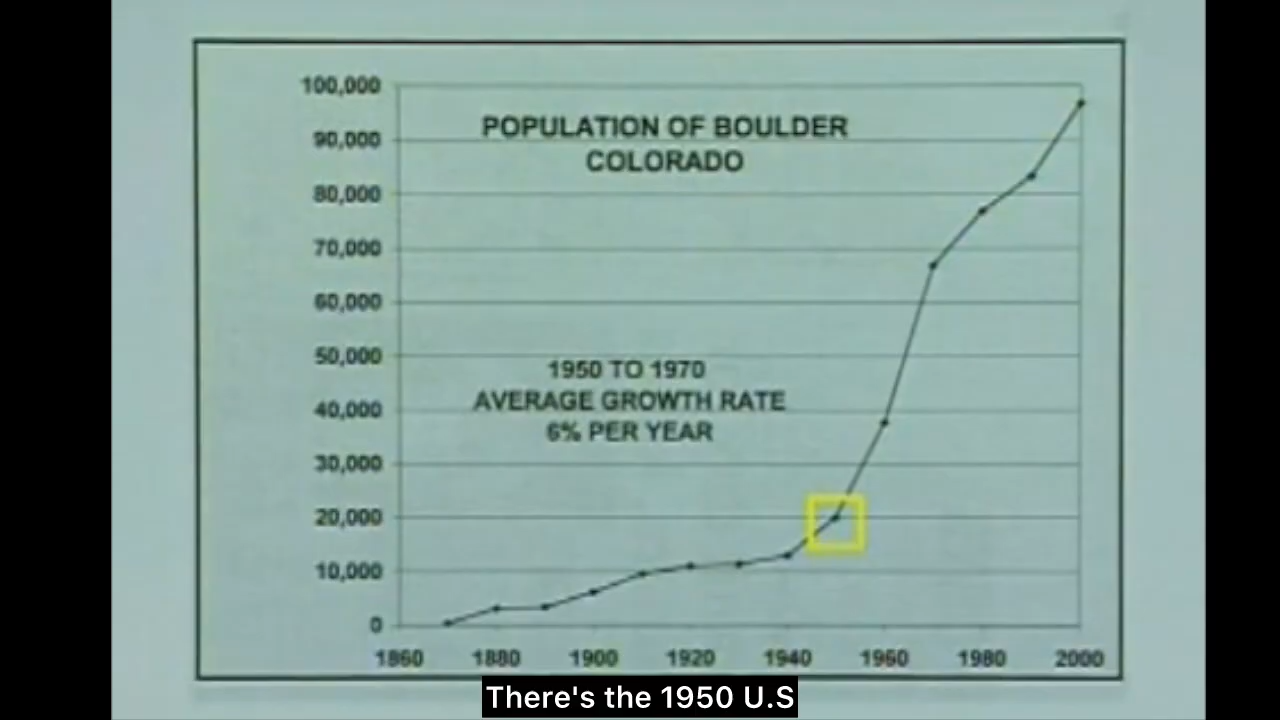 100,000
POPULATION OF BOULDER
COLORADO
90,000
80,000
70,000
60,000
50,000
1950 TO 1970
AVERAGE GROWTH RATE
6% PER YEAR
40,000
30,000
20,000
10,000
0
1860 1880 1900 1920 1940 1960 1980 2000
There's the 1950 U.S